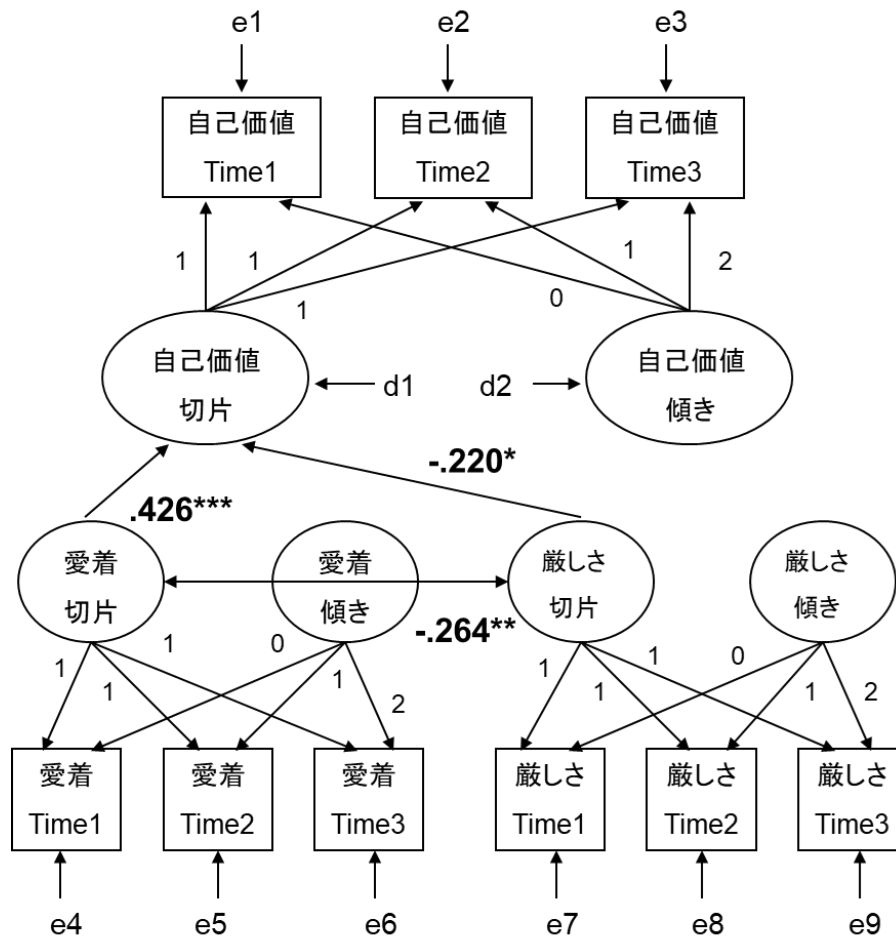 e1 e2 e3
自己価値 自己価値 自己価値
Time1 Time2 Time3
1 1 1 0 1 2
自己価値 自己価値
切片 傾き
d1 d2
-.220*
.426***
愛着 愛着 厳しさ 厳しさ
切片 傾き 切片 傾き
-.264**
1 1 1 0 1 2 1 1 1 0 1 2
愛着 愛着 愛着 厳しさ 厳しさ 厳しさ
Time1 Time2 Time3 Time1 Time2 Time3
e4 e5 e6 e7 e8 e9